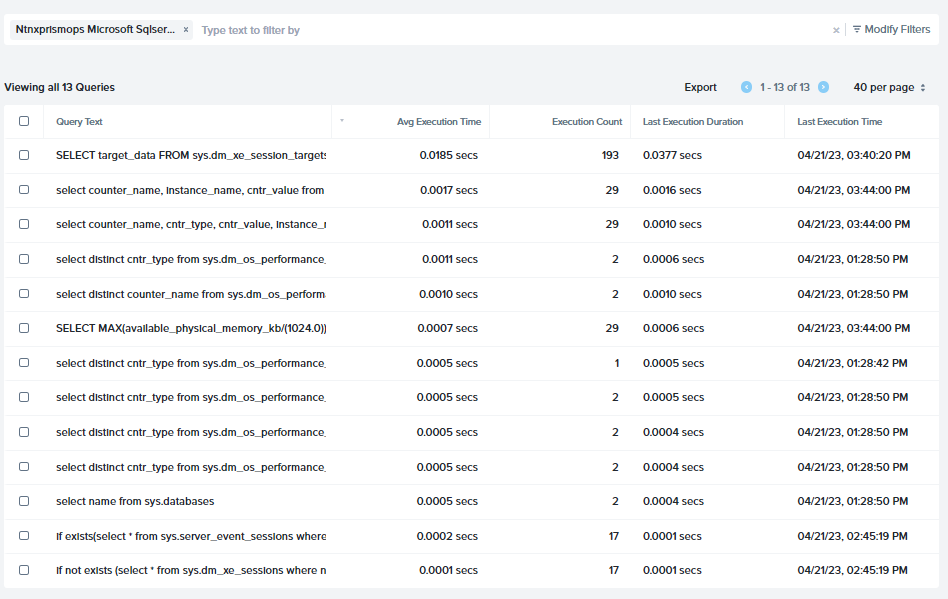 Ntnxprismops Microsoft Sqlser... × Type text to filter by × Modify Filters
Viewing all 13 Queries Export 1 - 13 of 13 40 per page
Query Text Avg Execution Time Execution Count Last Execution Duration Last Execution Time
SELECT target_data FROM sys.dm_xe_session_targets 0.0185 secs 193 0.0377 secs 04/21/23, 03:40:20 PM
select counter_name, instance_name, cntr_value from 0.0017 secs 29 0.0016 secs 04/21/23, 03:44:00 PM
select counter_name, cntr_type, cntr_value, instance_ 0.0011 secs 29 0.0010 secs 04/21/23, 03:44:00 PM
select distinct cntr_type from sys.dm_os_performance_ 0.0011 secs 2 0.0006 secs 04/21/23, 01:28:50 PM
select distinct counter_name from sys.dm_os_perform 0.0010 secs 2 0.0010 secs 04/21/23, 01:28:50 PM
SELECT MAX(available_physical_memory_kb/(1024.0)) 0.0007 secs 29 0.0006 secs 04/21/23, 03:44:00 PM
select distinct cntr_type from sys.dm_os_performance_ 0.0005 secs 1 0.0005 secs 04/21/23, 01:28:42 PM
select distinct cntr_type from sys.dm_os_performance_ 0.0005 secs 2 0.0005 secs 04/21/23, 01:28:50 PM
select distinct cntr_type from sys.dm_os_performance_ 0.0005 secs 2 0.0004 secs 04/21/23, 01:28:50 PM
select distinct cntr_type from sys.dm_os_performance_ 0.0005 secs 2 0.0004 secs 04/21/23, 01:28:50 PM
select name from sys.databases 0.0005 secs 2 0.0004 secs 04/21/23, 01:28:50 PM
if exists(select * from sys.server_event_sessions where 0.0002 secs 17 0.0001 secs 04/21/23, 02:45:19 PM
if not exists (select * from sys.dm_xe_sessions where n 0.0001 secs 17 0.0001 secs 04/21/23, 02:45:19 PM